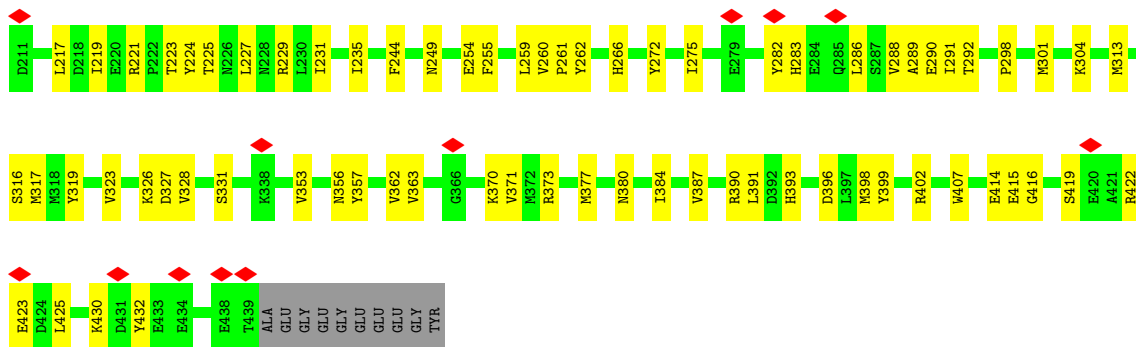 D211 L217 D218 I219 E220 R221 P222 T223 Y224 T225 N226 L227 N228 R229 L230 I231 I235 F244 N249 E254 F255 L259 V260 P261 Y262 H266 Y272 I275 E279 Y282 H283 E284 Q285 L286 S287 V288 A289 E290 I291 T292 P298 M301 K304 M313
S316 M317 M318 Y319 V323 K326 D327 V328 S331 K338 V353 N356 Y357 V362 V363 G366 K370 V371 M372 R373 M377 N380 I384 V387 R390 L391 D392 H393 D396 L397 M398 Y399 R402 W407 E414 E415 G416 S419 E420 A421 R422
E423 D424 L425 K430 D431 Y432 E433 E434 E438 T439 ALA GLU GLY GLU GLY GLU GLU GLU GLY TYR